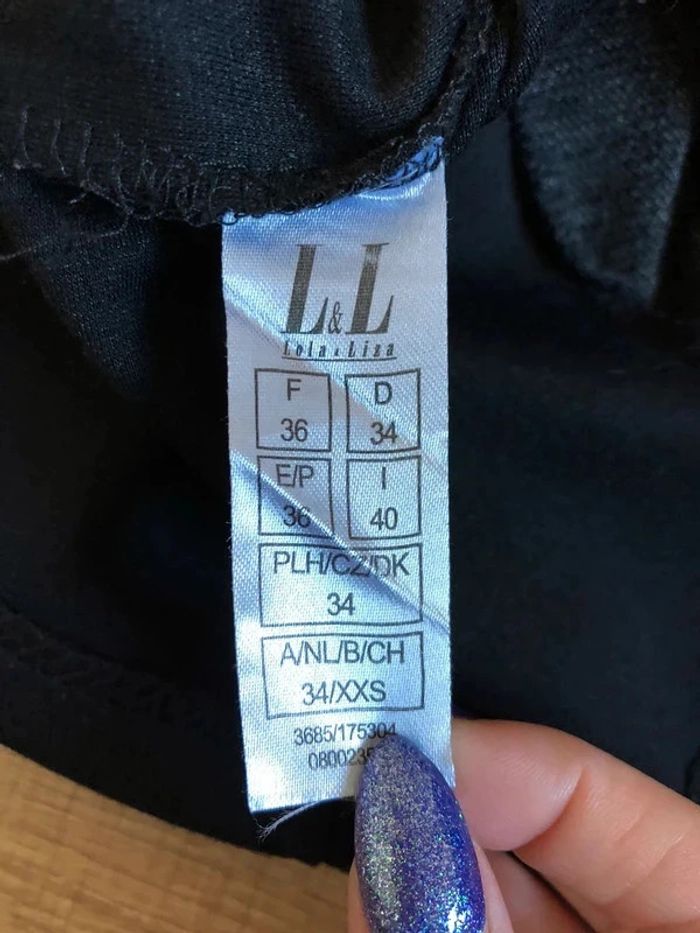 L&L
Lola & Liza
F D
36 34
E/P I
36 40
PLH/CZ/DK
34
A/NL/B/CH
34/XXS
3685/175304